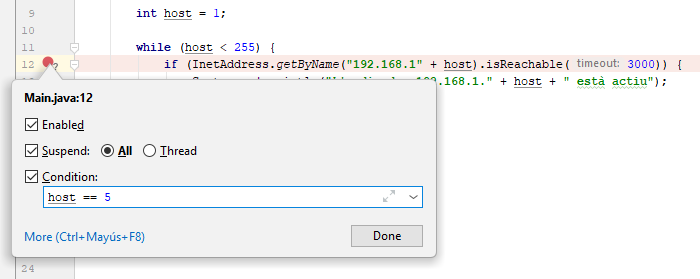 9 int host = 1;
10
11 while (host < 255) {
12 ? if (InetAddress.getByName("192.168.1" + host).isReachable( timeout: 3000)) {
192.168.1." + host + " està actiu");
Main.java:12
Enabled
Suspend: All Thread
Condition:
host == 5
More (Ctrl+Mayús+F8) Done
24